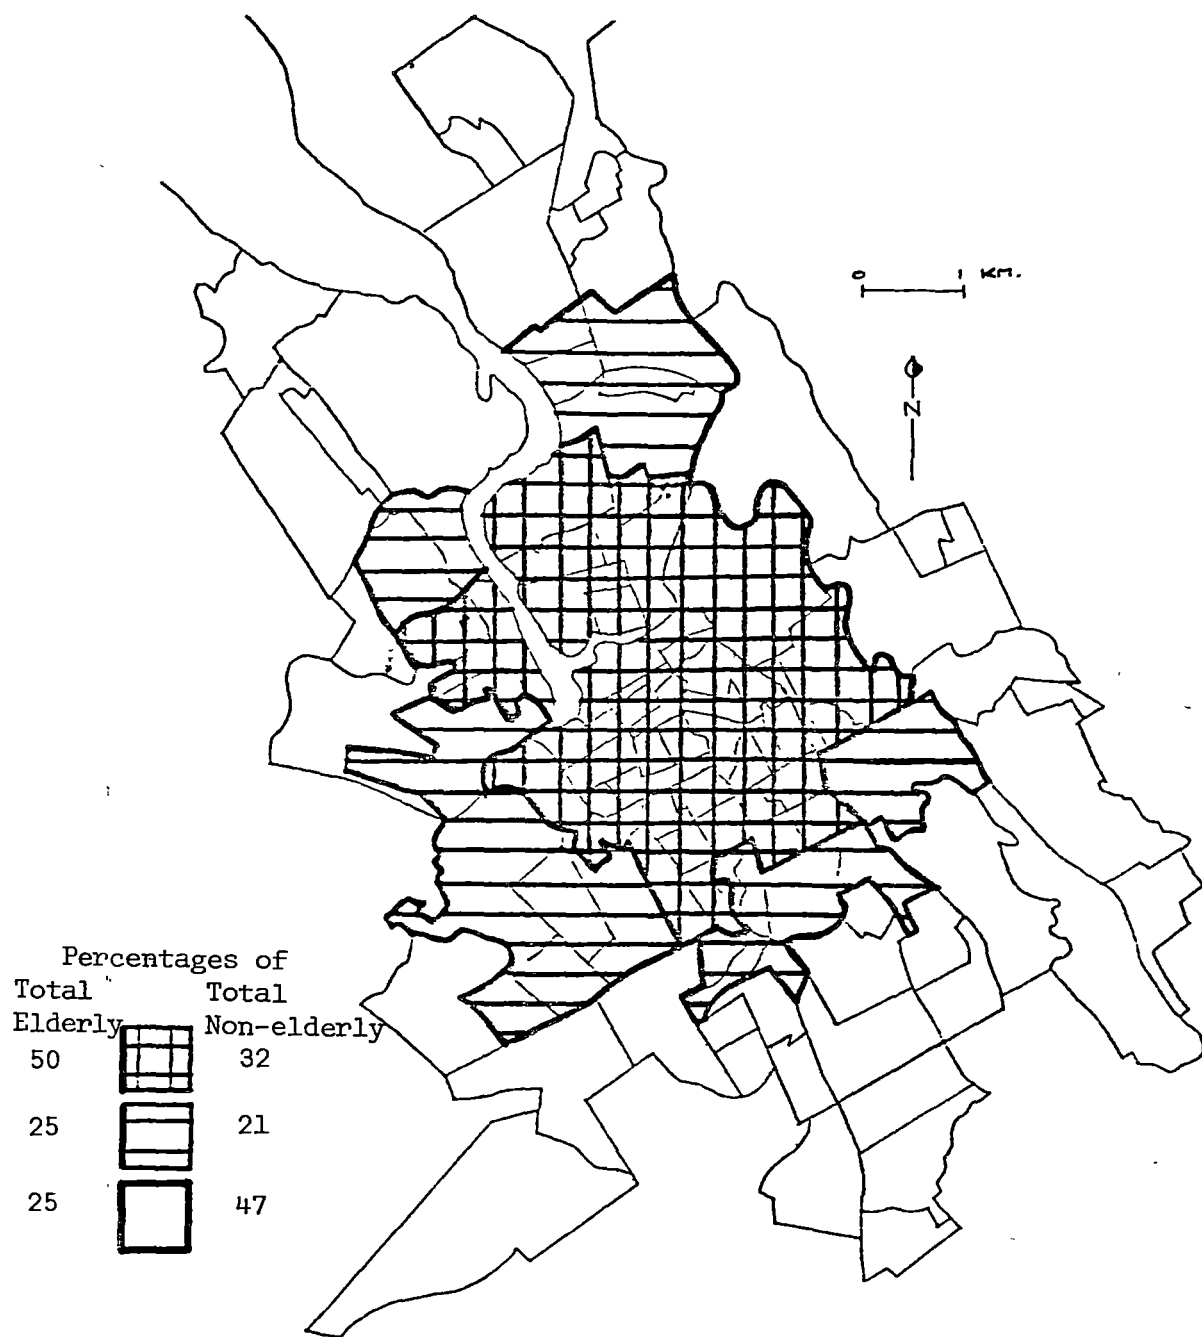 0 1 KM.
N
Percentages of
Total Total
Elderly Non-elderly
50 32
25 21
25 47